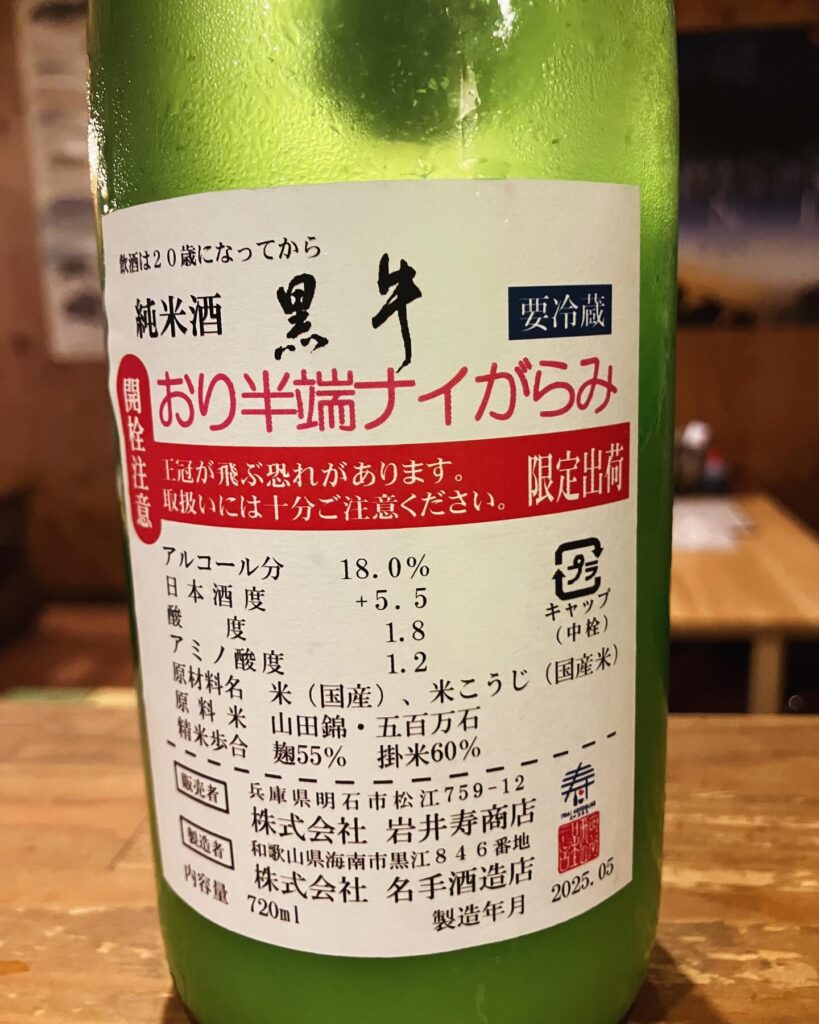 飲酒は20歳になってから
純米酒 黒牛 要冷蔵
開栓注意
おり半端ナイがらみ
王冠が飛ぶ恐れがあります。
取扱いには十分ご注意ください。
限定出荷
アルコール分 18.0%
日本酒度 +5.5
酸度 1.8
アミノ酸度 1.2
プラ
キャップ
(中栓)
原材料名 米(国産)、米こうじ(国産米)
原料米 山田錦・五百万石
精米歩合 麹55% 掛米60%
販売者 兵庫県明石市松江759-12
株式会社 岩井寿商店
寿
製造者 和歌山県海南市黒江846番地
株式会社 名手酒造店
内容量 720ml
製造年月 2025.05